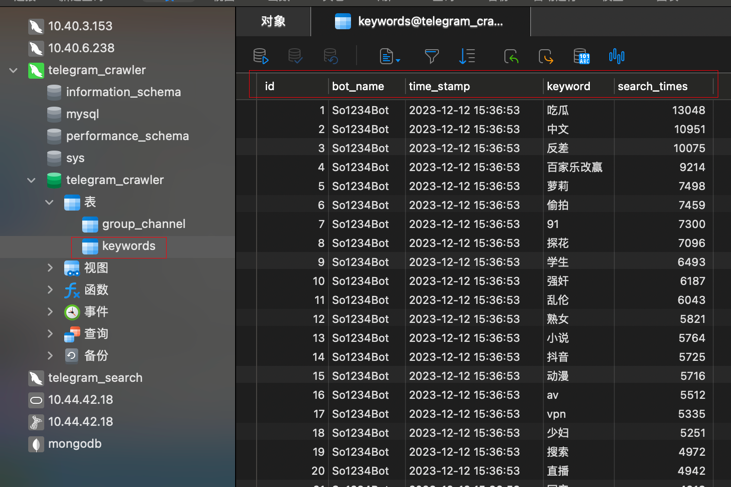 对象
keywords@telegram_craw...
10.40.3.153
10.40.6.238
telegram_crawler
information_schema
mysql
performance_schema
sys
telegram_crawler
表
group_channel
keywords
视图
函数
事件
查询
备份
telegram_search
10.44.42.18
10.44.42.18
mongodb
id bot_name time_stamp keyword search_times
1 So1234Bot 2023-12-12 15:36:53 吃瓜 13048
2 So1234Bot 2023-12-12 15:36:53 中文 10951
3 So1234Bot 2023-12-12 15:36:53 反差 10075
4 So1234Bot 2023-12-12 15:36:53 百家乐改赢 9214
5 So1234Bot 2023-12-12 15:36:53 萝莉 7498
6 So1234Bot 2023-12-12 15:36:53 偷拍 7459
7 So1234Bot 2023-12-12 15:36:53 91 7300
8 So1234Bot 2023-12-12 15:36:53 探花 7096
9 So1234Bot 2023-12-12 15:36:53 学生 6493
10 So1234Bot 2023-12-12 15:36:53 强奸 6187
11 So1234Bot 2023-12-12 15:36:53 乱伦 6043
12 So1234Bot 2023-12-12 15:36:53 熟女 5821
13 So1234Bot 2023-12-12 15:36:53 小说 5764
14 So1234Bot 2023-12-12 15:36:53 抖音 5725
15 So1234Bot 2023-12-12 15:36:53 动漫 5716
16 So1234Bot 2023-12-12 15:36:53 av 5512
17 So1234Bot 2023-12-12 15:36:53 vpn 5335
18 So1234Bot 2023-12-12 15:36:53 少妇 5251
19 So1234Bot 2023-12-12 15:36:53 搜索 4972
20 So1234Bot 2023-12-12 15:36:53 直播 4942